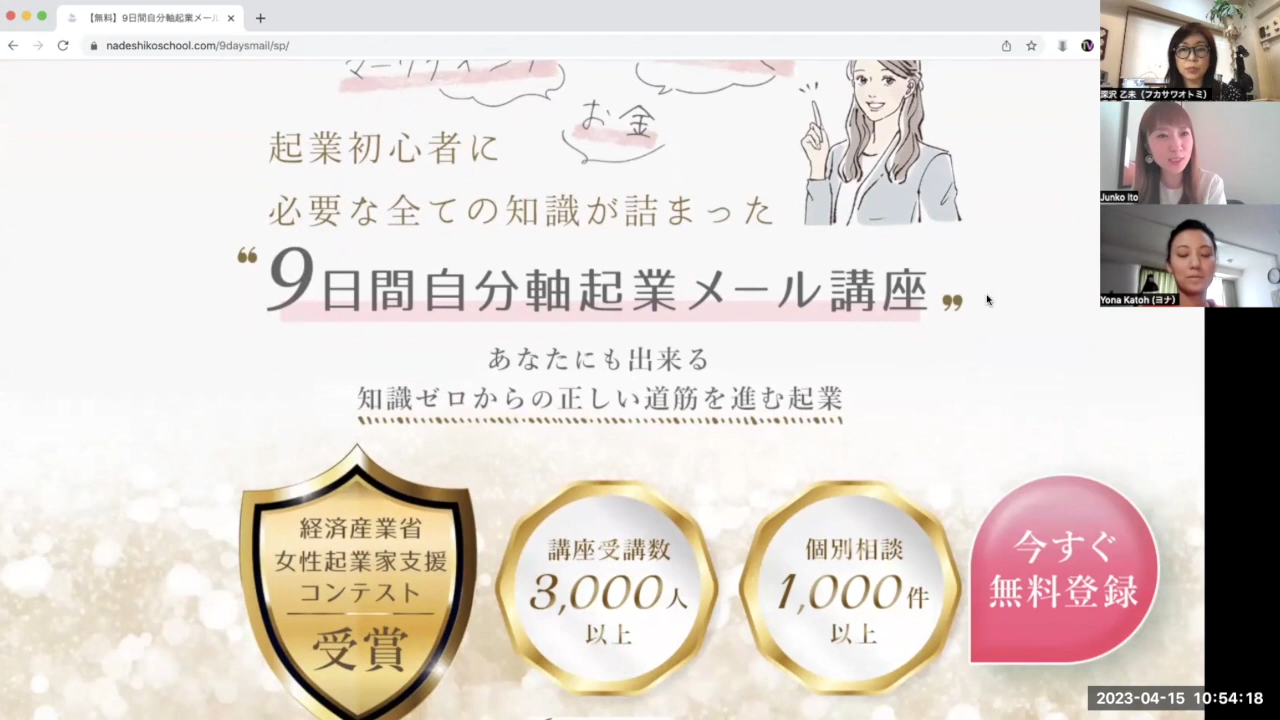 【無料】9日間自分軸起業メール
nadeshikoschool.com/9daysmail/sp/
マーケティング
お金
起業初心者に
必要な全ての知識が詰まった
“9日間自分軸起業メール講座”
あなたにも出来る
知識ゼロからの正しい道筋を進む起業
経済産業省
女性起業家支援
コンテスト
受賞
講座受講数
3,000人
以上
個別相談
1,000件
以上
今すぐ
無料登録
深沢 乙未（フカサワオトミ）
Junko Ito
Yona Katoh (ヨナ)
2023-04-15 10:54:18